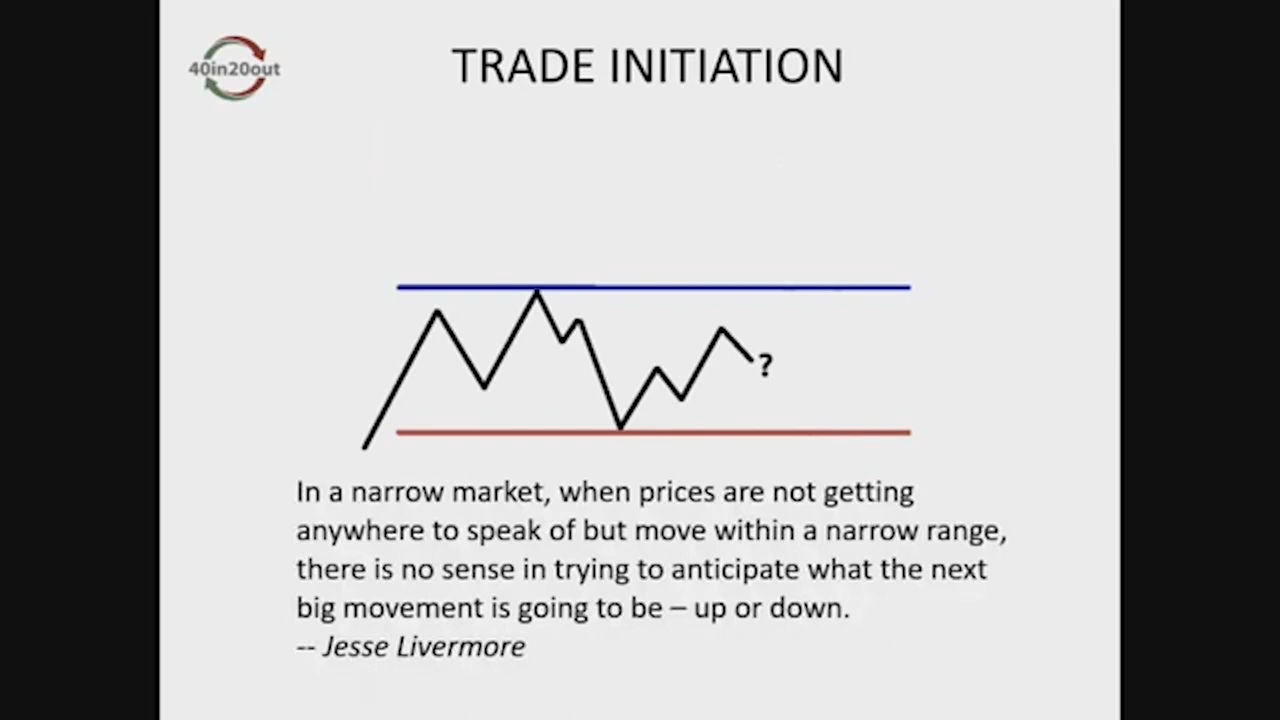 40in20out
TRADE INITIATION
?
In a narrow market, when prices are not getting
anywhere to speak of but move within a narrow range,
there is no sense in trying to anticipate what the next
big movement is going to be – up or down.
-- Jesse Livermore